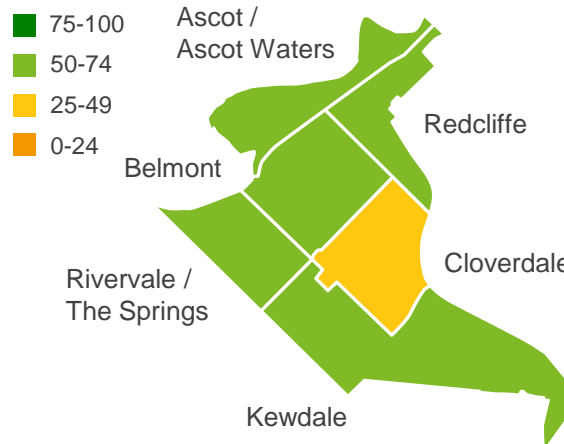 75-100
50-74
25-49
0-24
Ascot /
Ascot Waters
Redcliffe
Belmont
Cloverdale
Rivervale /
The Springs
Kewdale